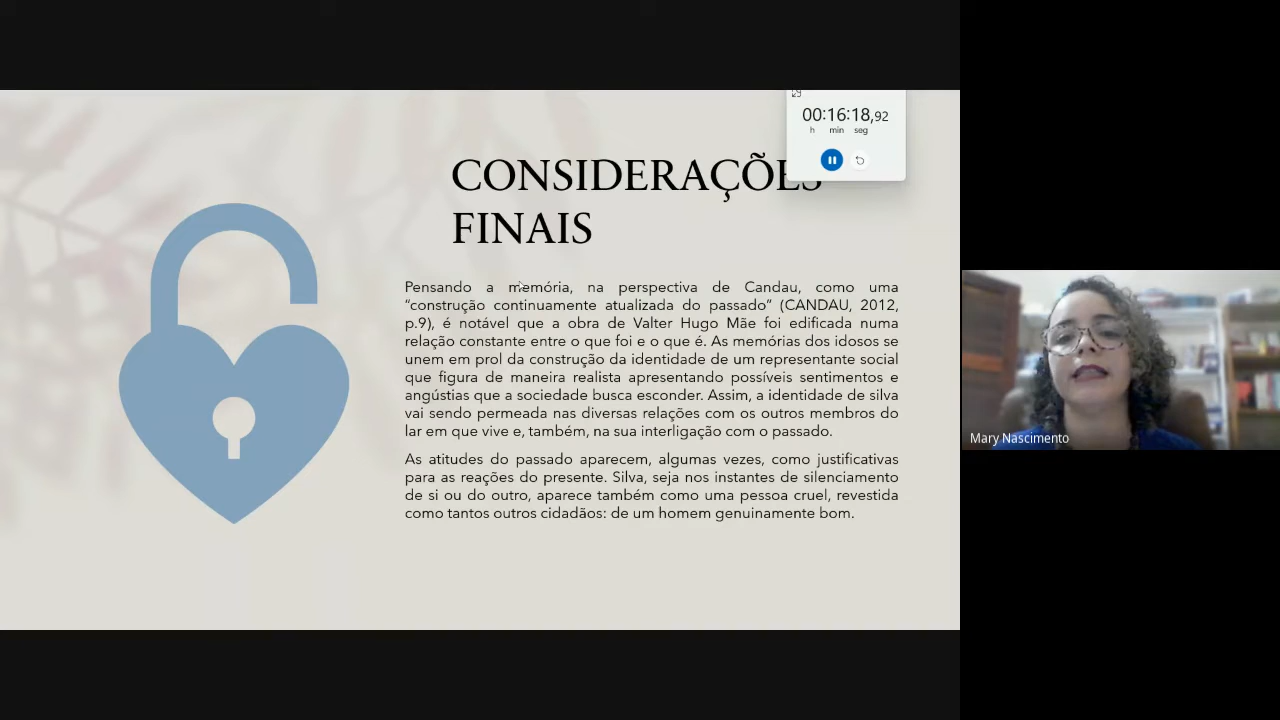 00:16:18,92
h min seg
CONSIDERAÇÕES
FINAIS
Pensando a memória, na perspectiva de Candau, como uma
“construção continuamente atualizada do passado” (CANDAU, 2012,
p.9), é notável que a obra de Valter Hugo Mãe foi edificada numa
relação constante entre o que foi e o que é. As memórias dos idosos se
unem em prol da construção da identidade de um representante social
que figura de maneira realista apresentando possíveis sentimentos e
angústias que a sociedade busca esconder. Assim, a identidade de silva
vai sendo permeada nas diversas relações com os outros membros do
lar em que vive e, também, na sua interligação com o passado.
As atitudes do passado aparecem, algumas vezes, como justificativas
para as reações do presente. Silva, seja nos instantes de silenciamento
de si ou do outro, aparece também como uma pessoa cruel, revestida
como tantos outros cidadãos: de um homem genuinamente bom.
Mary Nascimento